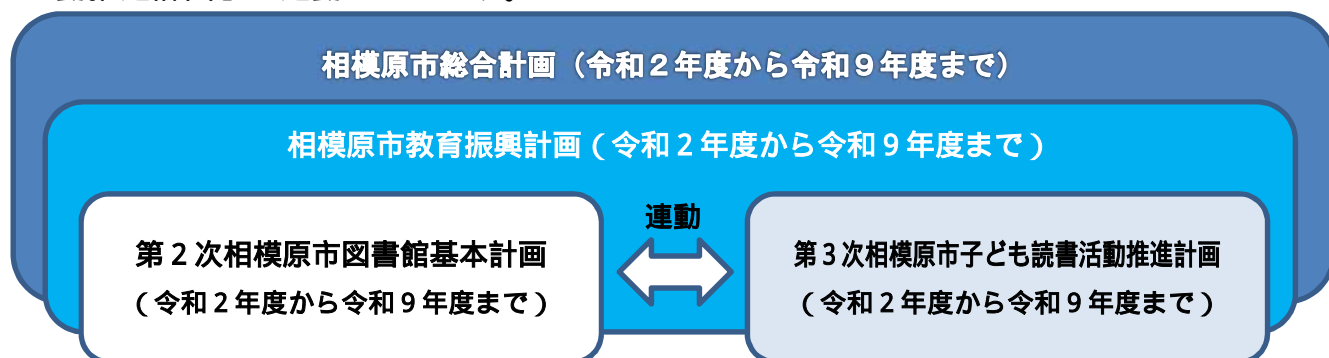 相模原市総合計画（令和２年度から令和９年度まで）
相模原市教育振興計画（令和２年度から令和９年度まで）
連動
第２次相模原市図書館基本計画
（令和２年度から令和９年度まで）
第３次相模原市子ども読書活動推進計画
（令和２年度から令和９年度まで）